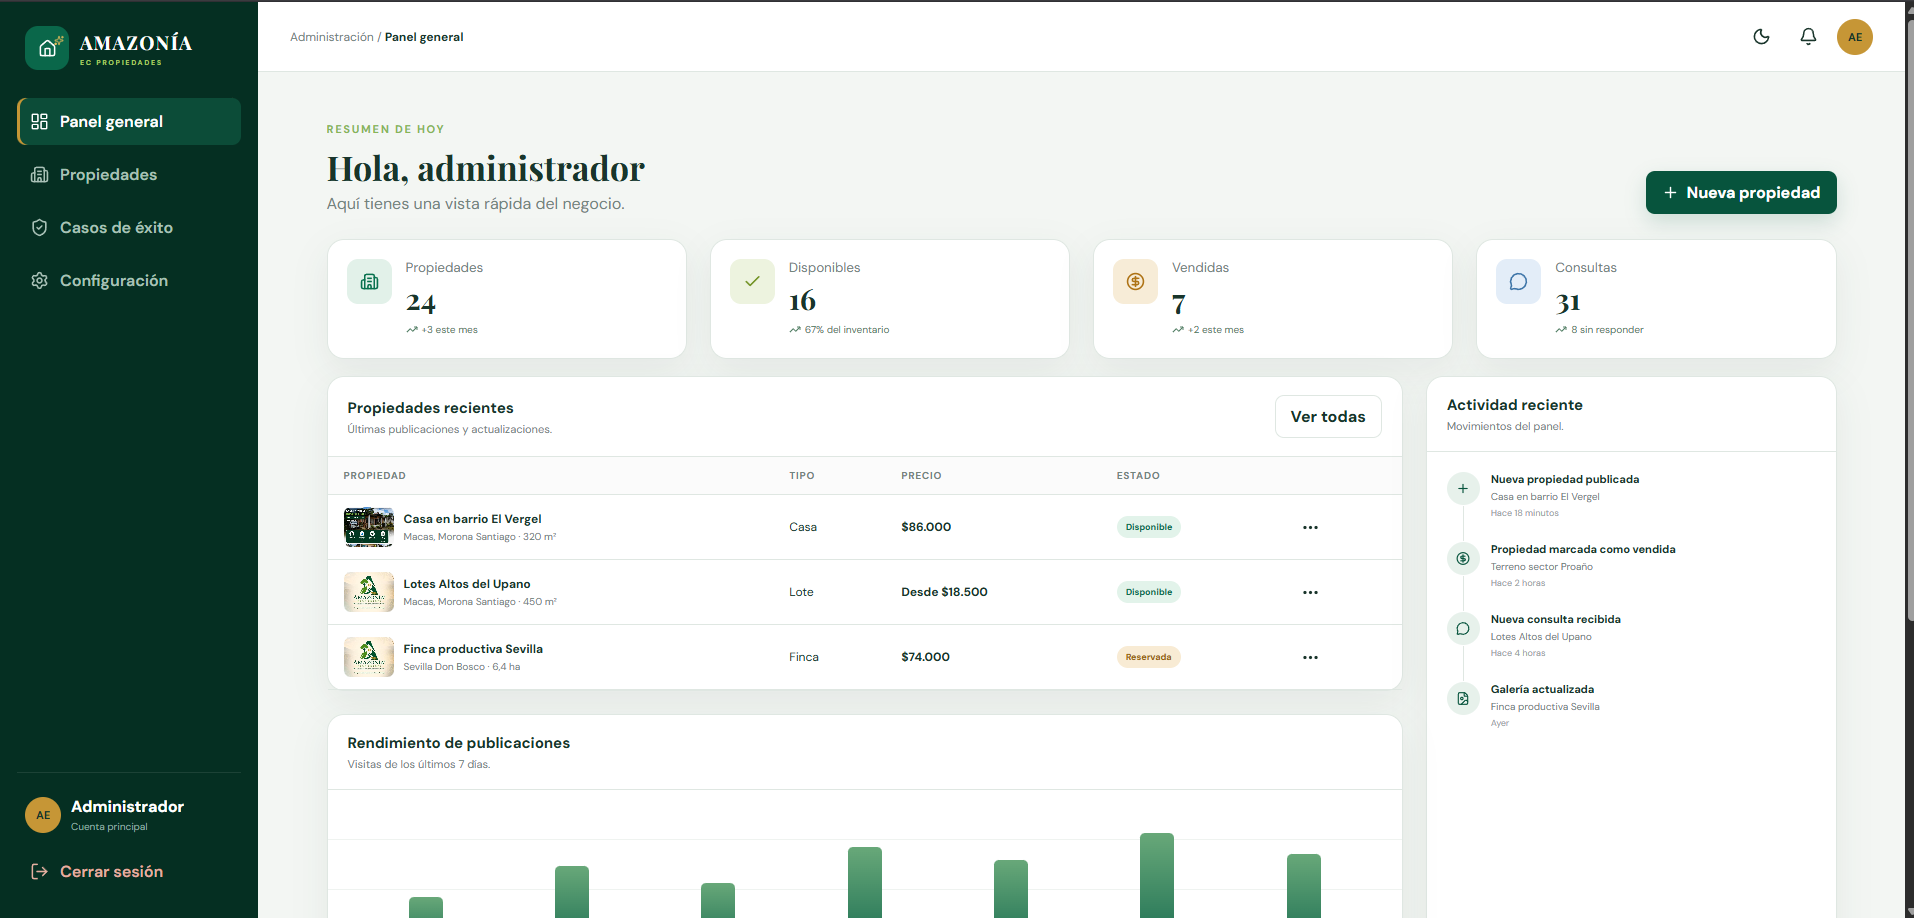 AMAZONÍA
EC PROPIEDADES
Panel general
Propiedades
Casos de éxito
Configuración
AE
Administrador
Cuenta principal
Cerrar sesión
Administración / Panel general
AE
RESUMEN DE HOY
Hola, administrador
Aquí tienes una vista rápida del negocio.
+ Nueva propiedad
Propiedades
24
+3 este mes
Disponibles
16
67% del inventario
Vendidas
7
+2 este mes
Consultas
31
8 sin responder
Propiedades recientes
Últimas publicaciones y actualizaciones.
Ver todas
PROPIEDAD TIPO PRECIO ESTADO
Casa en barrio El Vergel
Macas, Morona Santiago · 320 m²
Casa $86.000 Disponible
AMAZONÍA
Lotes Altos del Upano
Macas, Morona Santiago · 450 m²
Lote Desde $18.500 Disponible
AMAZONÍA
Finca productiva Sevilla
Sevilla Don Bosco · 6,4 ha
Finca $74.000 Reservada
Rendimiento de publicaciones
Visitas de los últimos 7 días.
Actividad reciente
Movimientos del panel.
Nueva propiedad publicada
Casa en barrio El Vergel
Hace 18 minutos
Propiedad marcada como vendida
Terreno sector Proaño
Hace 2 horas
Nueva consulta recibida
Lotes Altos del Upano
Hace 4 horas
Galería actualizada
Finca productiva Sevilla
Ayer